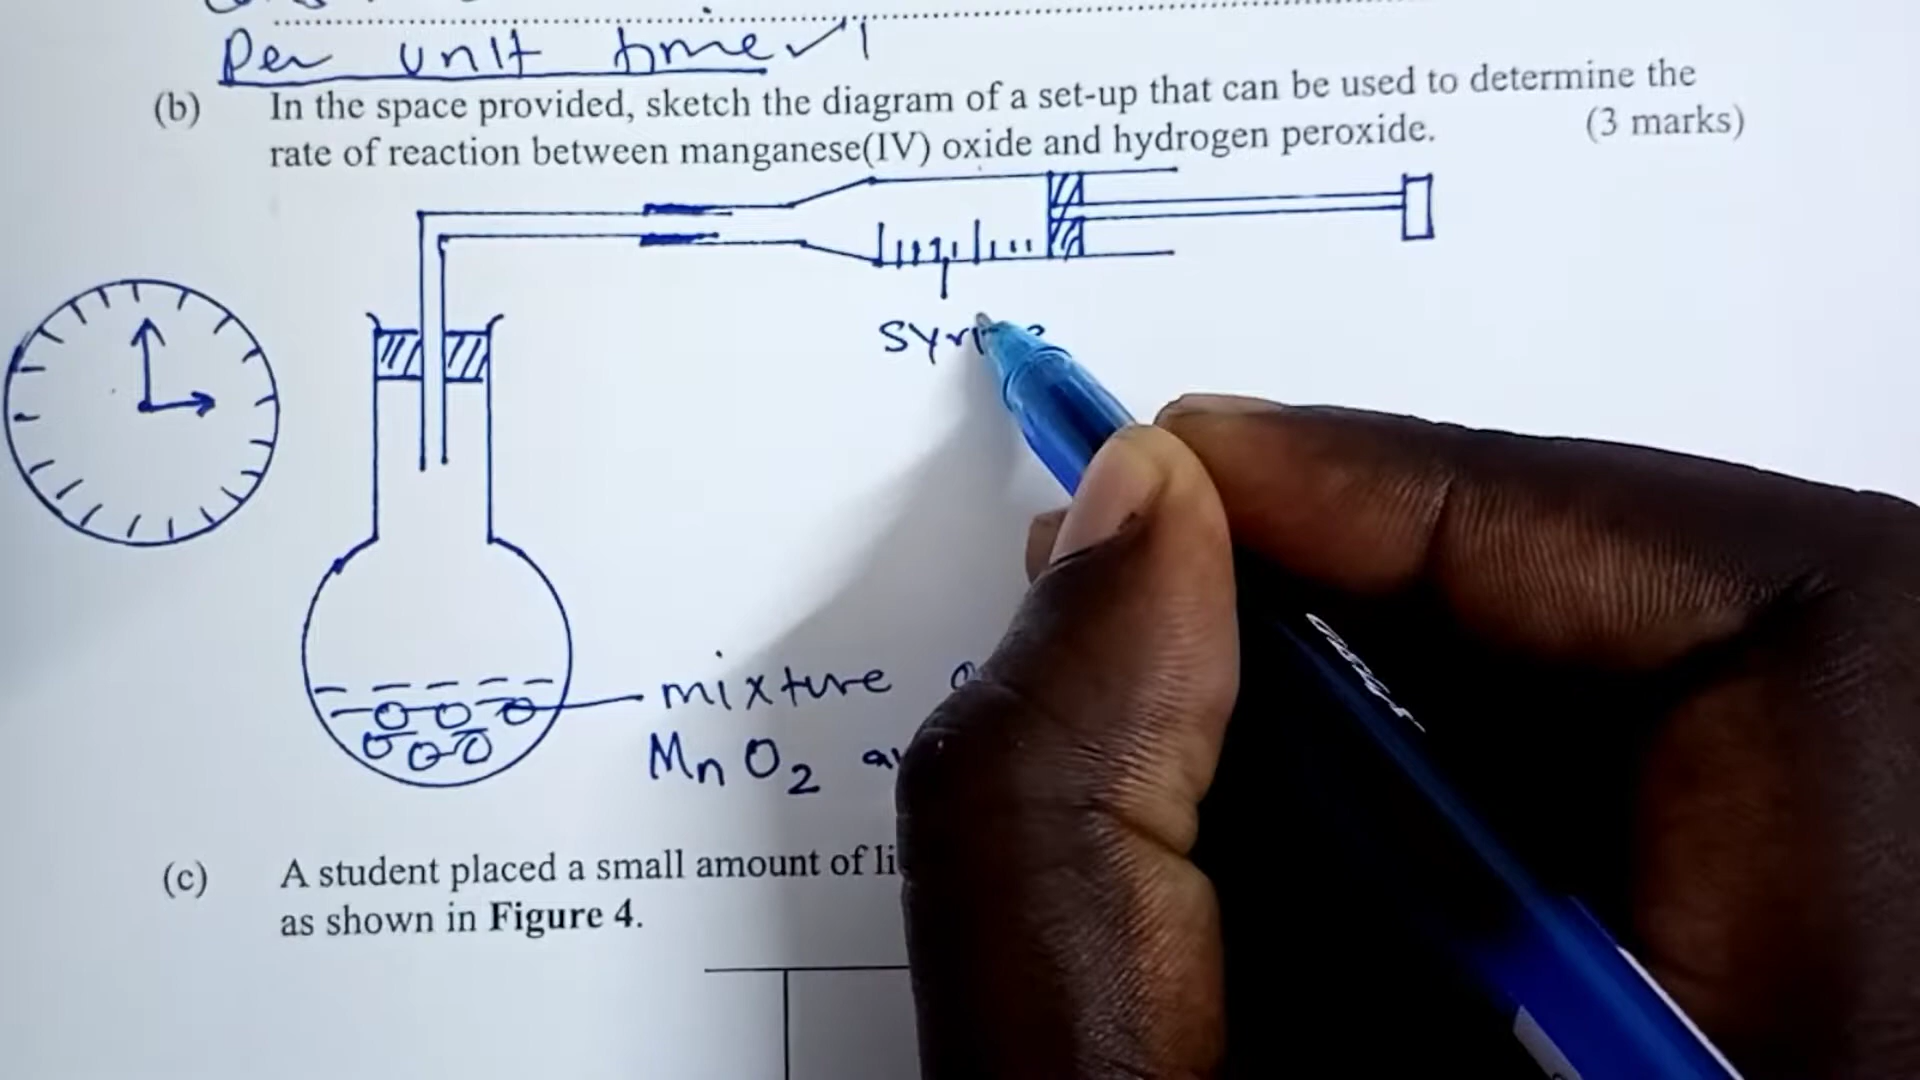 Per unit time ✓1
(b) In the space provided, sketch the diagram of a set-up that can be used to determine the
rate of reaction between manganese(IV) oxide and hydrogen peroxide. (3 marks)
mixture
MnO2
(c) A student placed a small amount of li
as shown in Figure 4.